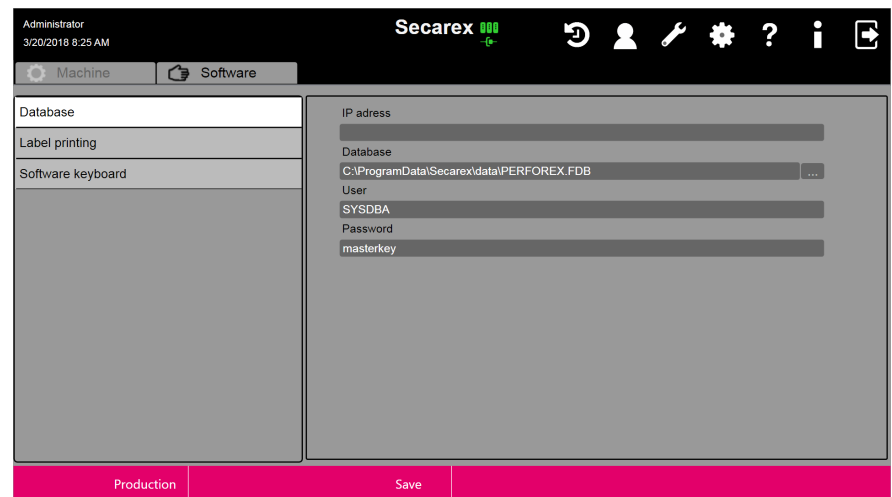 Administrator
3/20/2018 8:25 AM
Secarex
Machine
Software
Database
Label printing
Software keyboard
IP adress
Database
C:\ProgramData\Secarex\data\PERFOREX.FDB
...
User
SYSDBA
Password
masterkey
Production
Save